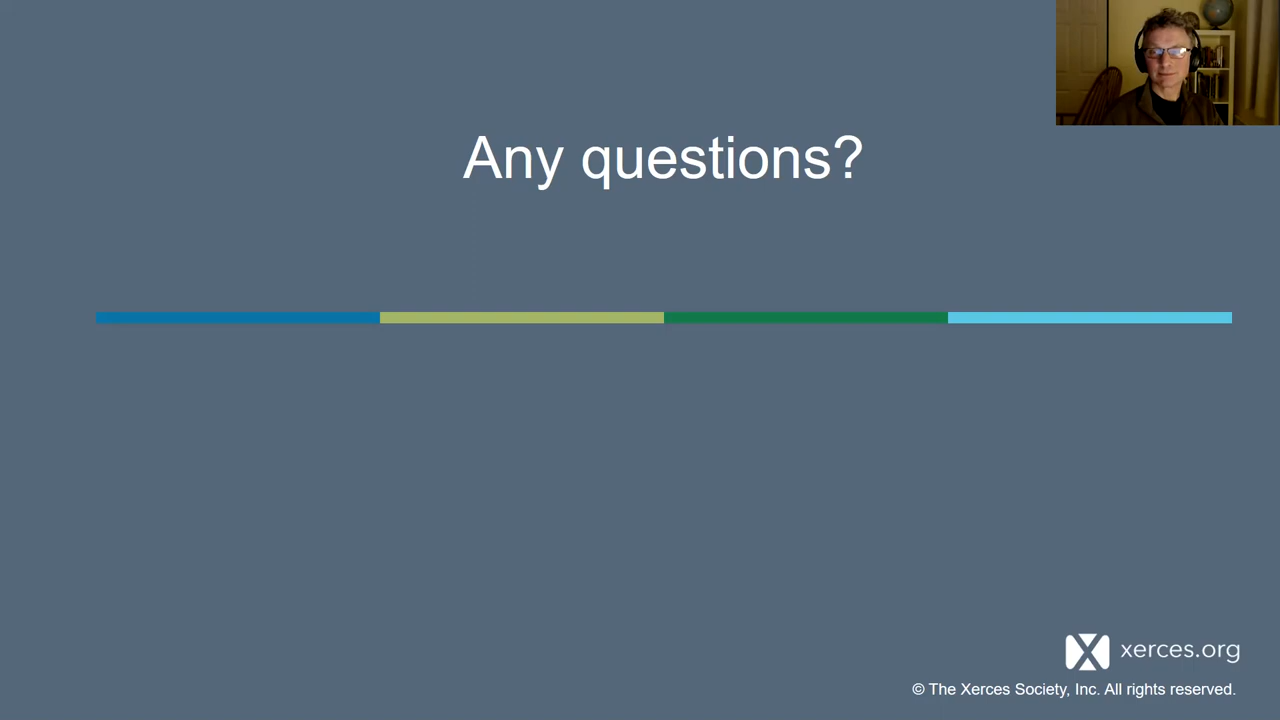 Any questions?
xerces.org
© The Xerces Society, Inc. All rights reserved.